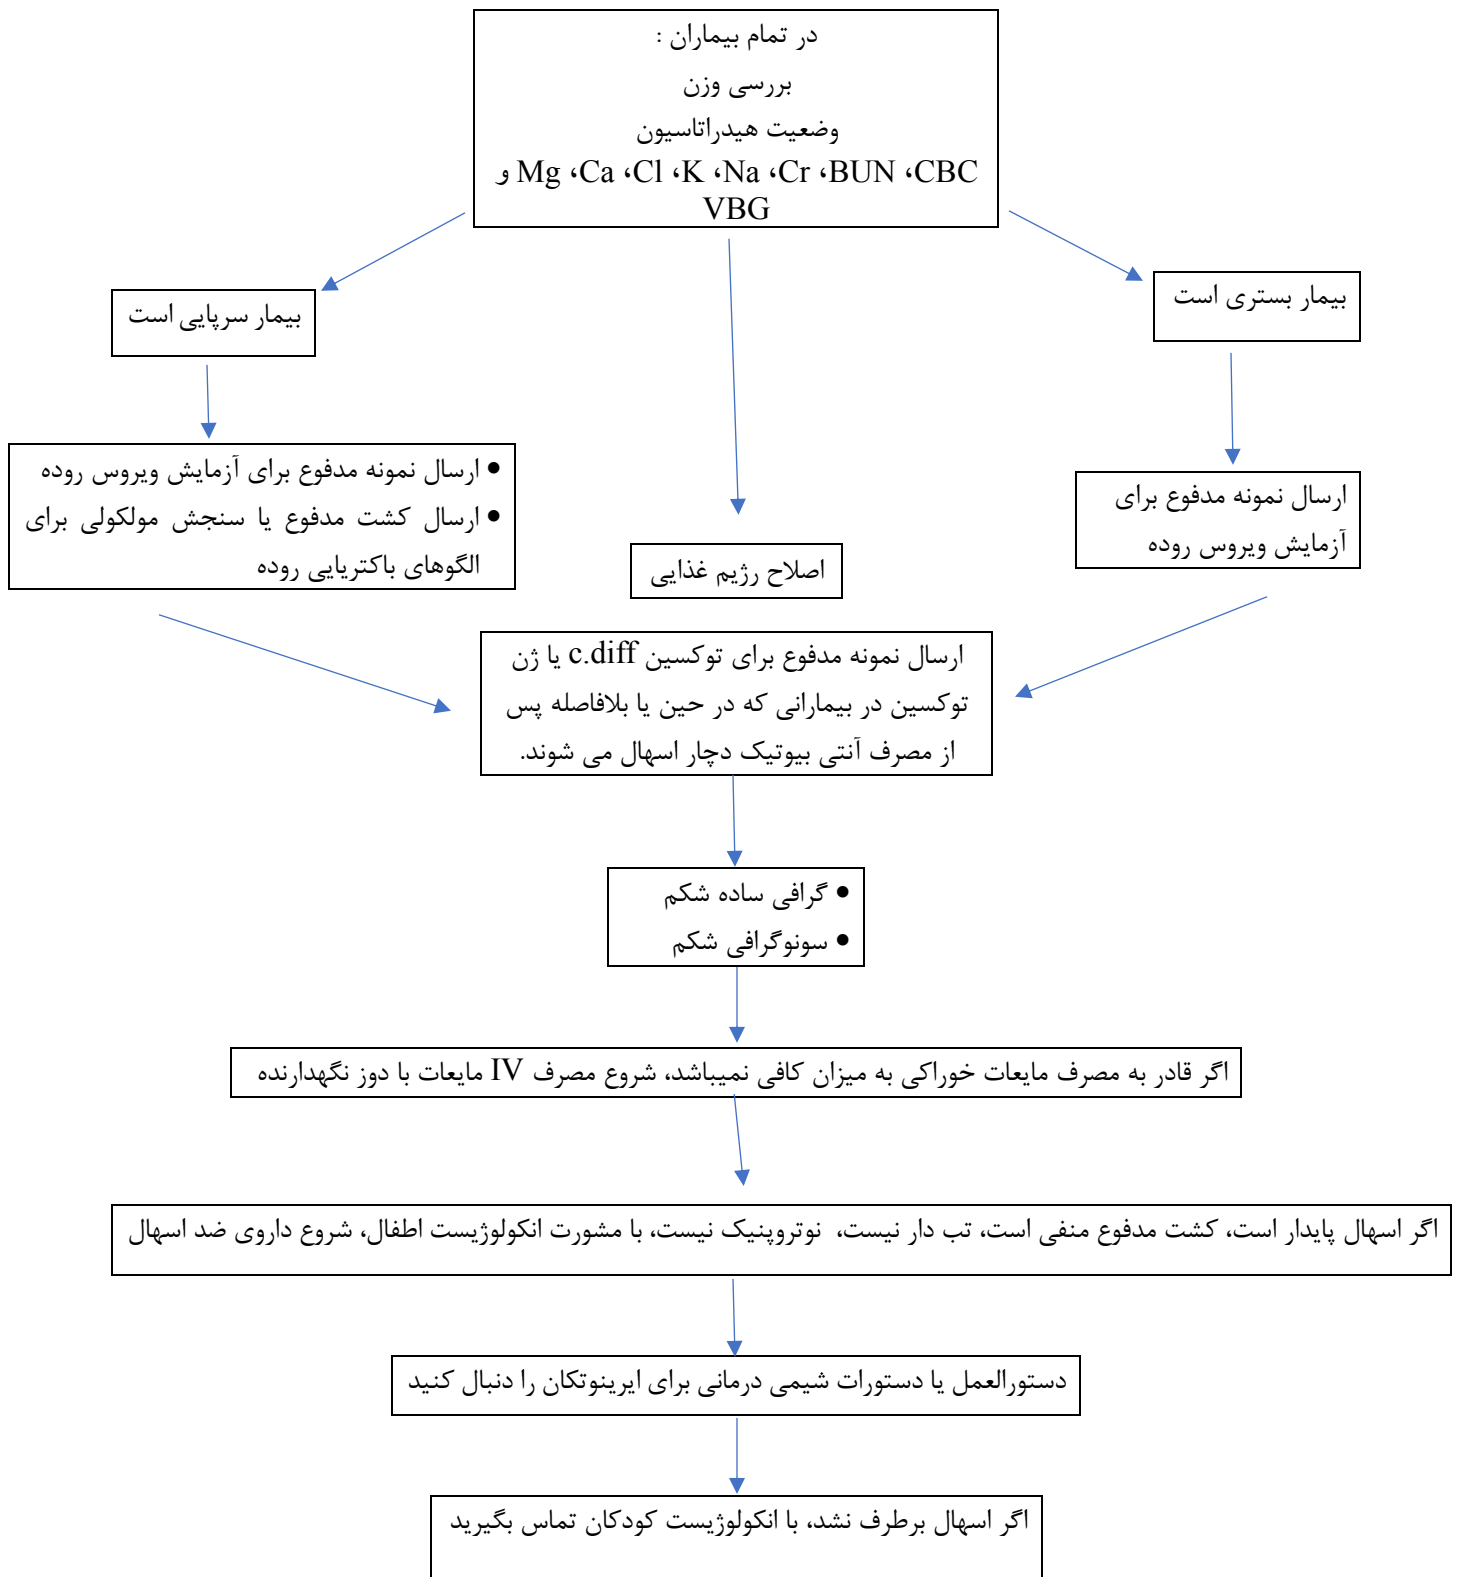 در تمام بیماران :
بررسی وزن
وضعیت هیدراتاسیون
CBC، BUN، Cr، Na، K، Cl، Ca، Mg و
VBG
بیمار بستری است
بیمار سرپایی است
ارسال نمونه مدفوع برای
آزمایش ویروس روده
• ارسال نمونه مدفوع برای آزمایش ویروس روده
• ارسال کشت مدفوع یا سنجش مولکولی برای
الگوهای باکتریایی روده
اصلاح رژیم غذایی
ارسال نمونه مدفوع برای توکسین c.diff یا ژن
توکسین در بیمارانی که در حین یا بلافاصله پس
از مصرف آنتی بیوتیک دچار اسهال می شوند.
• گرافی ساده شکم
• سونوگرافی شکم
اگر قادر به مصرف مایعات خوراکی به میزان کافی نمیباشد، شروع مصرف IV مایعات با دوز نگهدارنده
اگر اسهال پایدار است، کشت مدفوع منفی است، تب دار نیست، نوتروپنیک نیست، با مشورت انکولوژیست اطفال، شروع داروی ضد اسهال
دستورالعمل یا دستورات شیمی درمانی برای ایرینوتکان را دنبال کنید
اگر اسهال برطرف نشد، با انکولوژیست کودکان تماس بگیرید